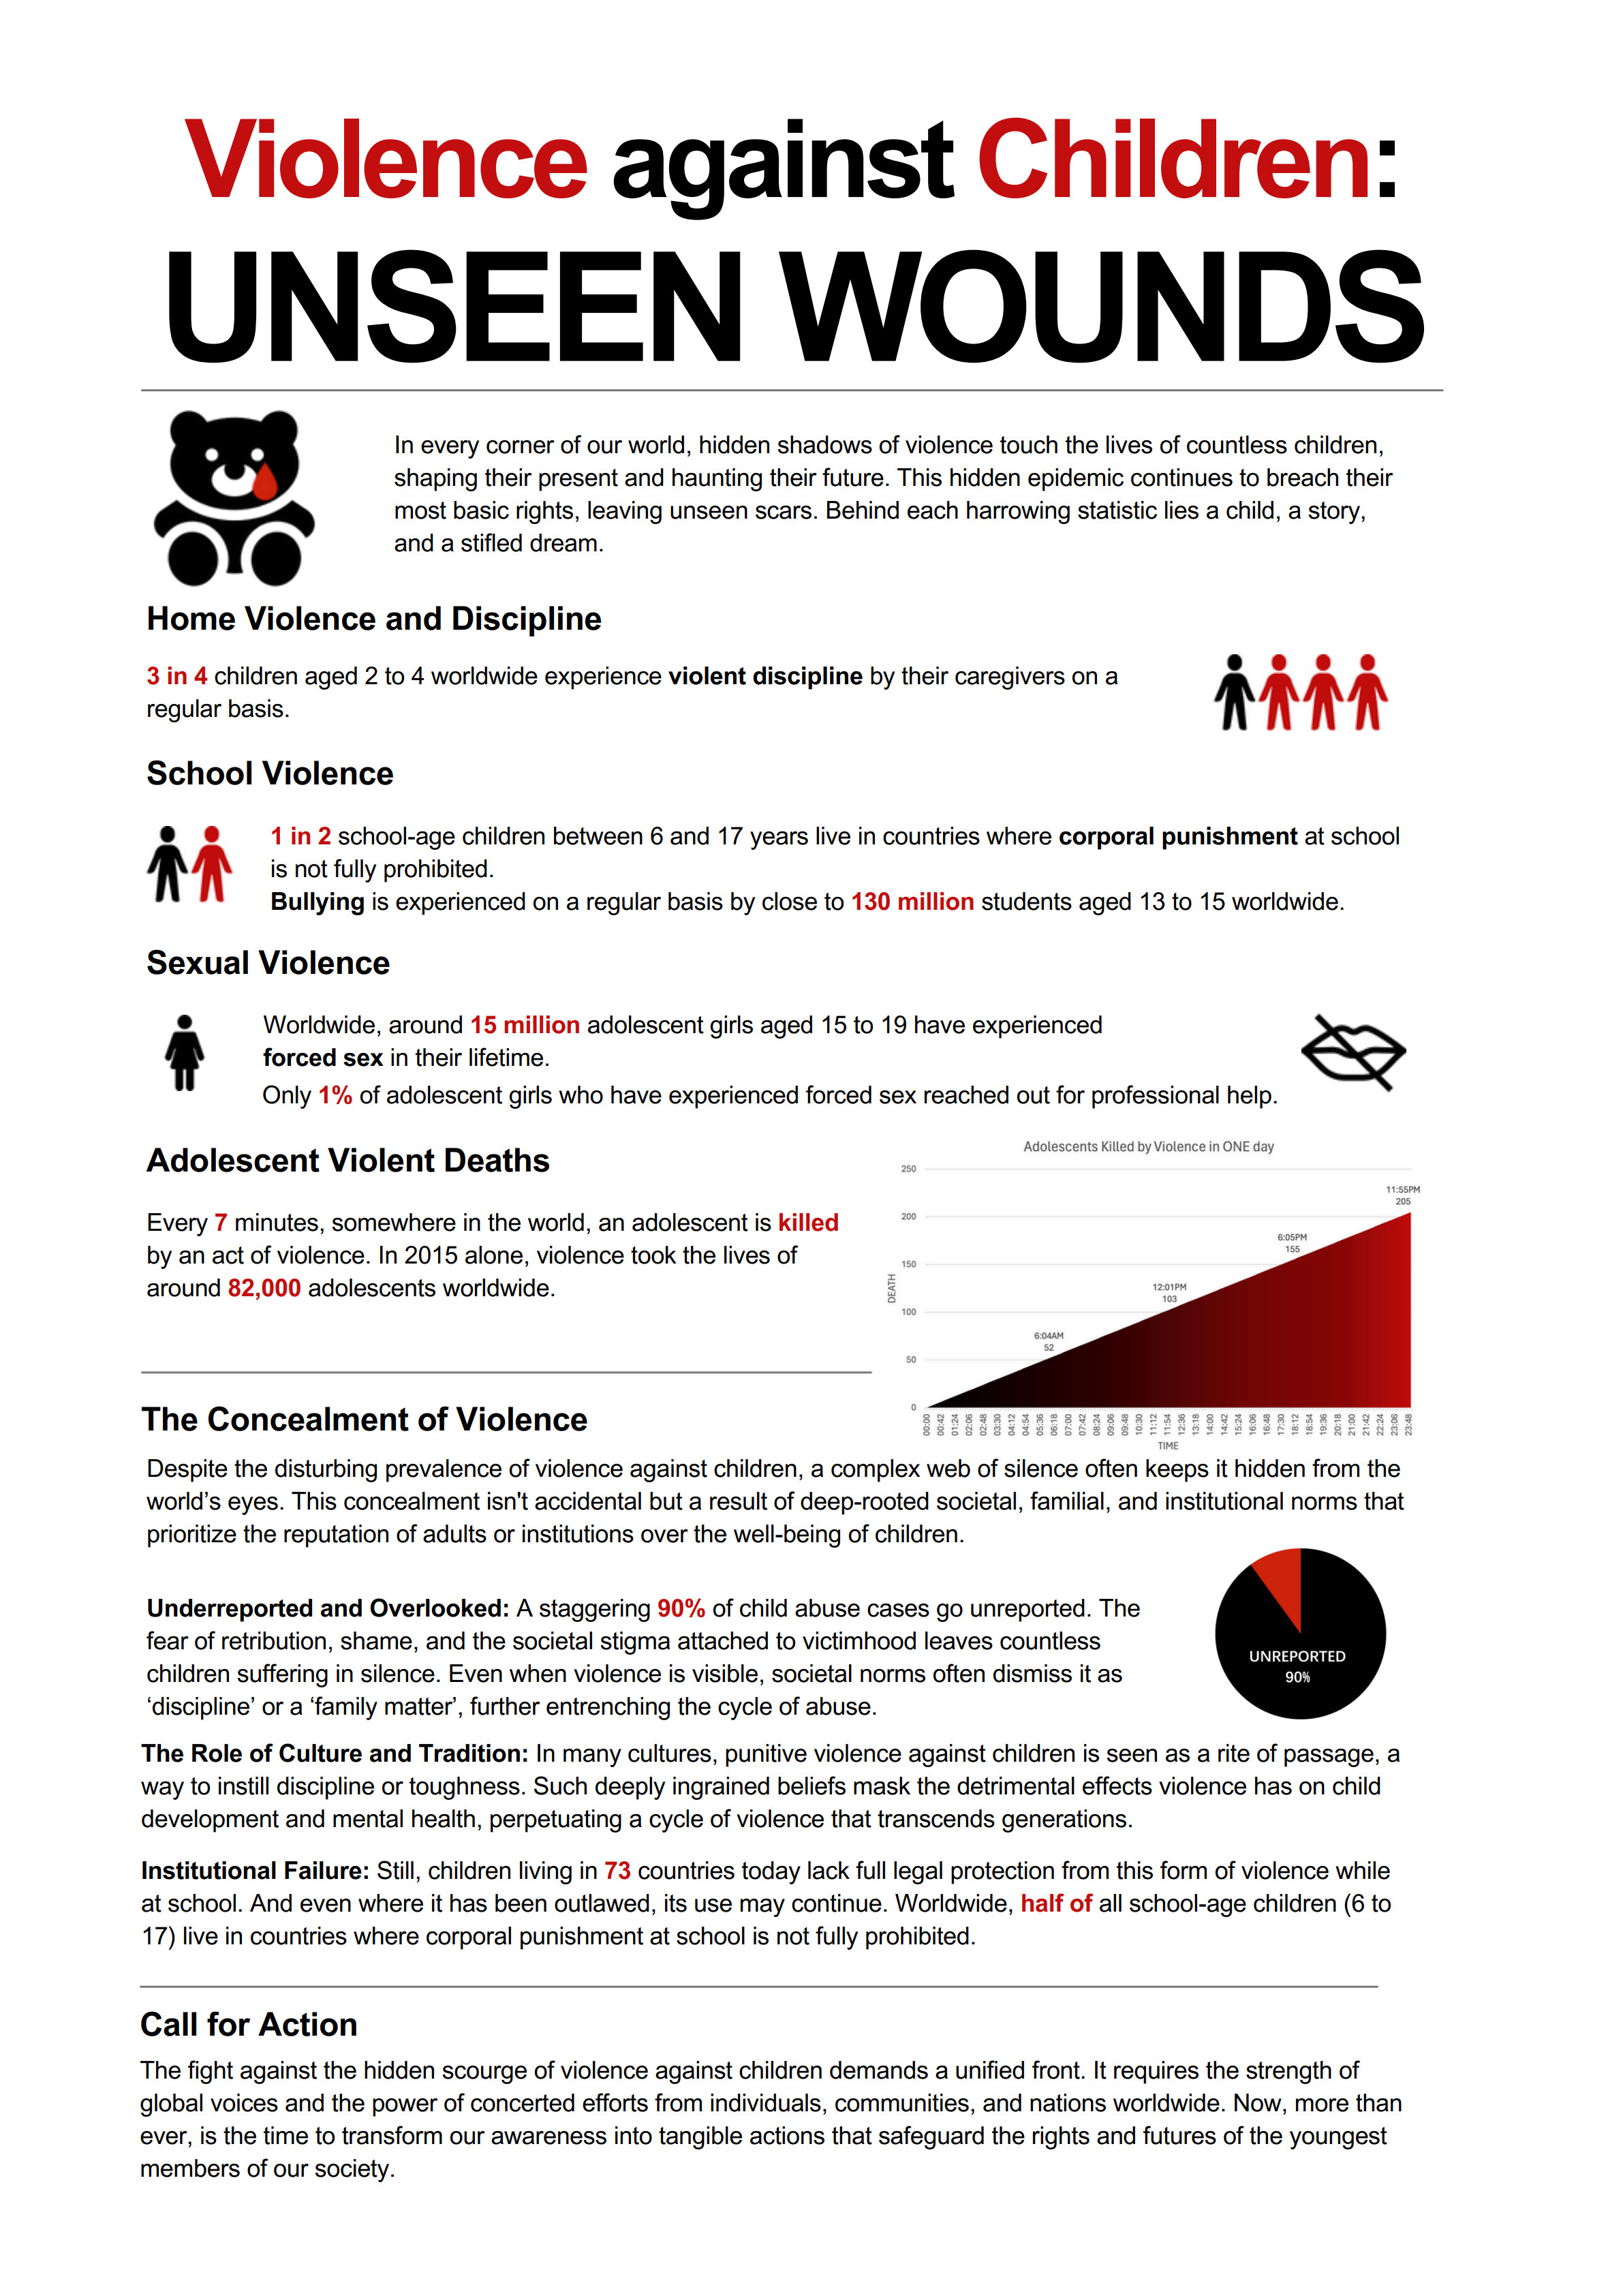 Violence against Children:
UNSEEN WOUNDS
In every corner of our world, hidden shadows of violence touch the lives of countless children,
shaping their present and haunting their future. This hidden epidemic continues to breach their
most basic rights, leaving unseen scars. Behind each harrowing statistic lies a child, a story,
and a stifled dream.
Home Violence and Discipline
3 in 4 children aged 2 to 4 worldwide experience violent discipline by their caregivers on a
regular basis.
School Violence
1 in 2 school-age children between 6 and 17 years live in countries where corporal punishment at school
is not fully prohibited.
Bullying is experienced on a regular basis by close to 130 million students aged 13 to 15 worldwide.
Sexual Violence
Worldwide, around 15 million adolescent girls aged 15 to 19 have experienced
forced sex in their lifetime.
Only 1% of adolescent girls who have experienced forced sex reached out for professional help.
Adolescent Violent Deaths
Every 7 minutes, somewhere in the world, an adolescent is killed
by an act of violence. In 2015 alone, violence took the lives of
around 82,000 adolescents worldwide.
Adolescents Killed by Violence in ONE day
DEATH
250
200
150
100
50
0
6:04AM
52
12:01PM
103
6:05PM
155
11:55PM
205
00:00 00:42 01:24 02:06 02:48 03:30 04:12 04:54 05:36 06:18 07:00 07:42 08:24 09:06 09:48 10:30 11:12 11:54 12:36 13:18 14:00 14:42 15:24 16:06 16:48 17:30 18:12 18:54 19:36 20:18 21:00 21:42 22:24 23:06 23:48
TIME
The Concealment of Violence
Despite the disturbing prevalence of violence against children, a complex web of silence often keeps it hidden from the
world’s eyes. This concealment isn't accidental but a result of deep-rooted societal, familial, and institutional norms that
prioritize the reputation of adults or institutions over the well-being of children.
Underreported and Overlooked: A staggering 90% of child abuse cases go unreported. The
fear of retribution, shame, and the societal stigma attached to victimhood leaves countless
children suffering in silence. Even when violence is visible, societal norms often dismiss it as
‘discipline’ or a ‘family matter’, further entrenching the cycle of abuse.
UNREPORTED
90%
The Role of Culture and Tradition: In many cultures, punitive violence against children is seen as a rite of passage, a
way to instill discipline or toughness. Such deeply ingrained beliefs mask the detrimental effects violence has on child
development and mental health, perpetuating a cycle of violence that transcends generations.
Institutional Failure: Still, children living in 73 countries today lack full legal protection from this form of violence while
at school. And even where it has been outlawed, its use may continue. Worldwide, half of all school-age children (6 to
17) live in countries where corporal punishment at school is not fully prohibited.
Call for Action
The fight against the hidden scourge of violence against children demands a unified front. It requires the strength of
global voices and the power of concerted efforts from individuals, communities, and nations worldwide. Now, more than
ever, is the time to transform our awareness into tangible actions that safeguard the rights and futures of the youngest
members of our society.